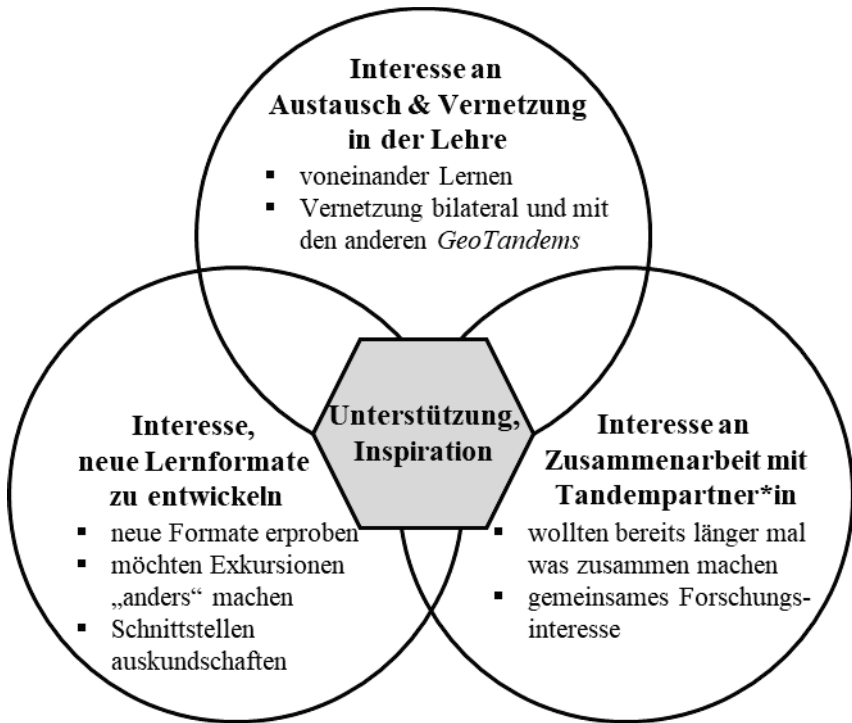 Interesse an
Austausch & Vernetzung
in der Lehre
▪ voneinander Lernen
▪ Vernetzung bilateral und mit
den anderen GeoTandems
Unterstützung,
Inspiration
Interesse,
neue Lernformate
zu entwickeln
▪ neue Formate erproben
▪ möchten Exkursionen
„anders“ machen
▪ Schnittstellen
auskundschaften
Interesse an
Zusammenarbeit mit
Tandempartner*in
▪ wollten bereits länger mal
was zusammen machen
▪ gemeinsames Forschungs-
interesse